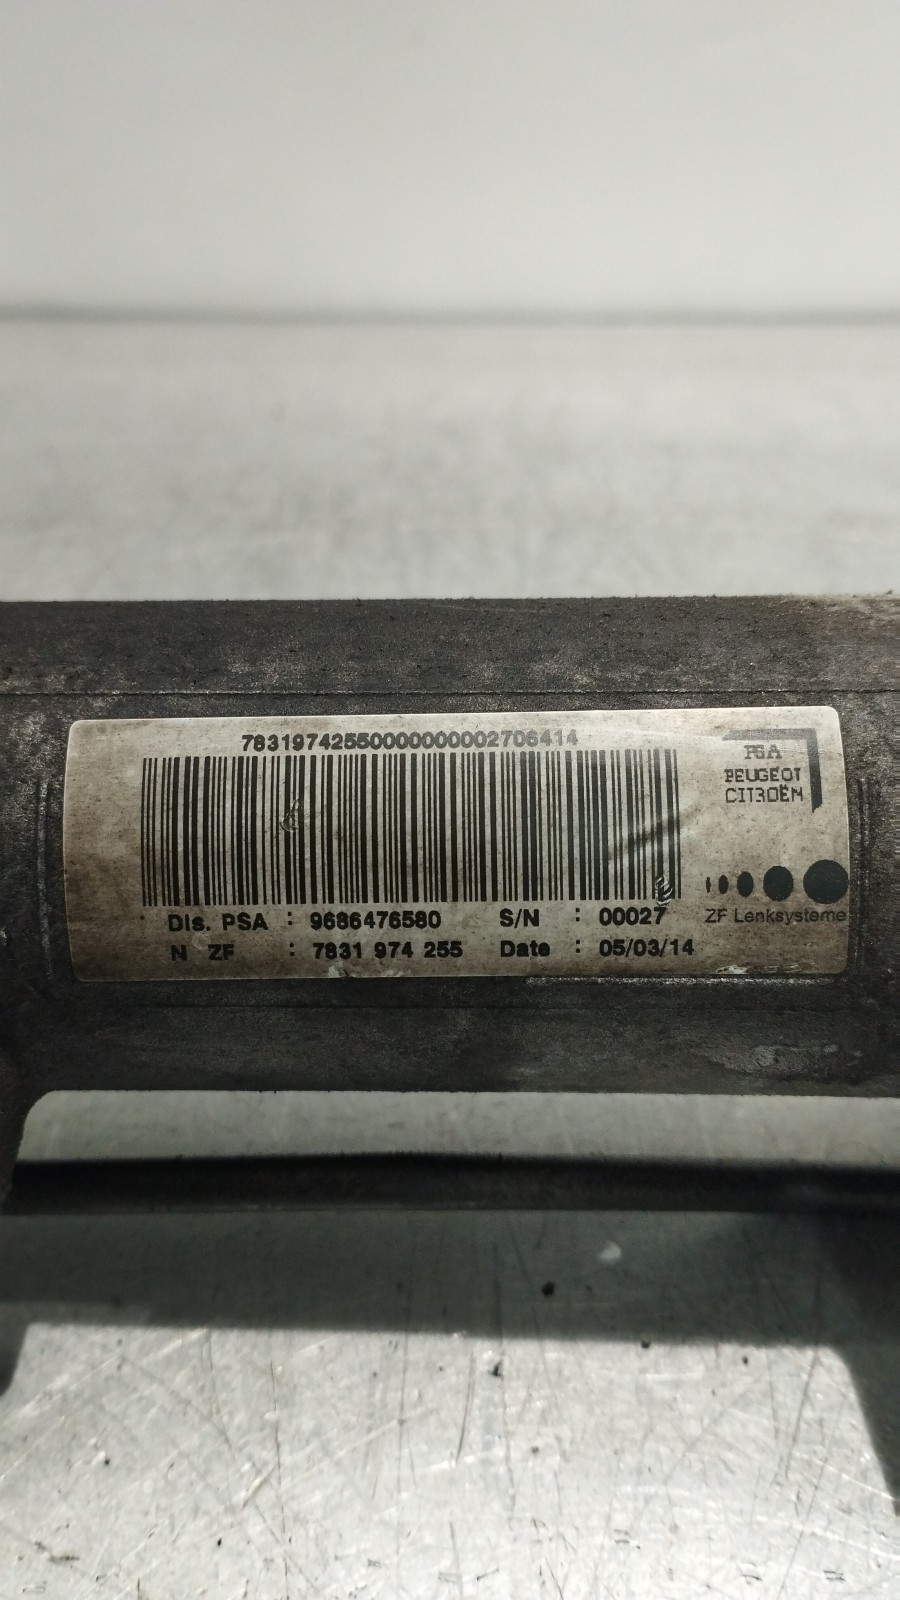 78319742550000000002706414
PSA
PEUGEOT
CITROËN
Dis. PSA : 9686476580 S/N : 00027
ZF Lenksysteme
N ZF : 7831 974 255 Date : 05/03/14